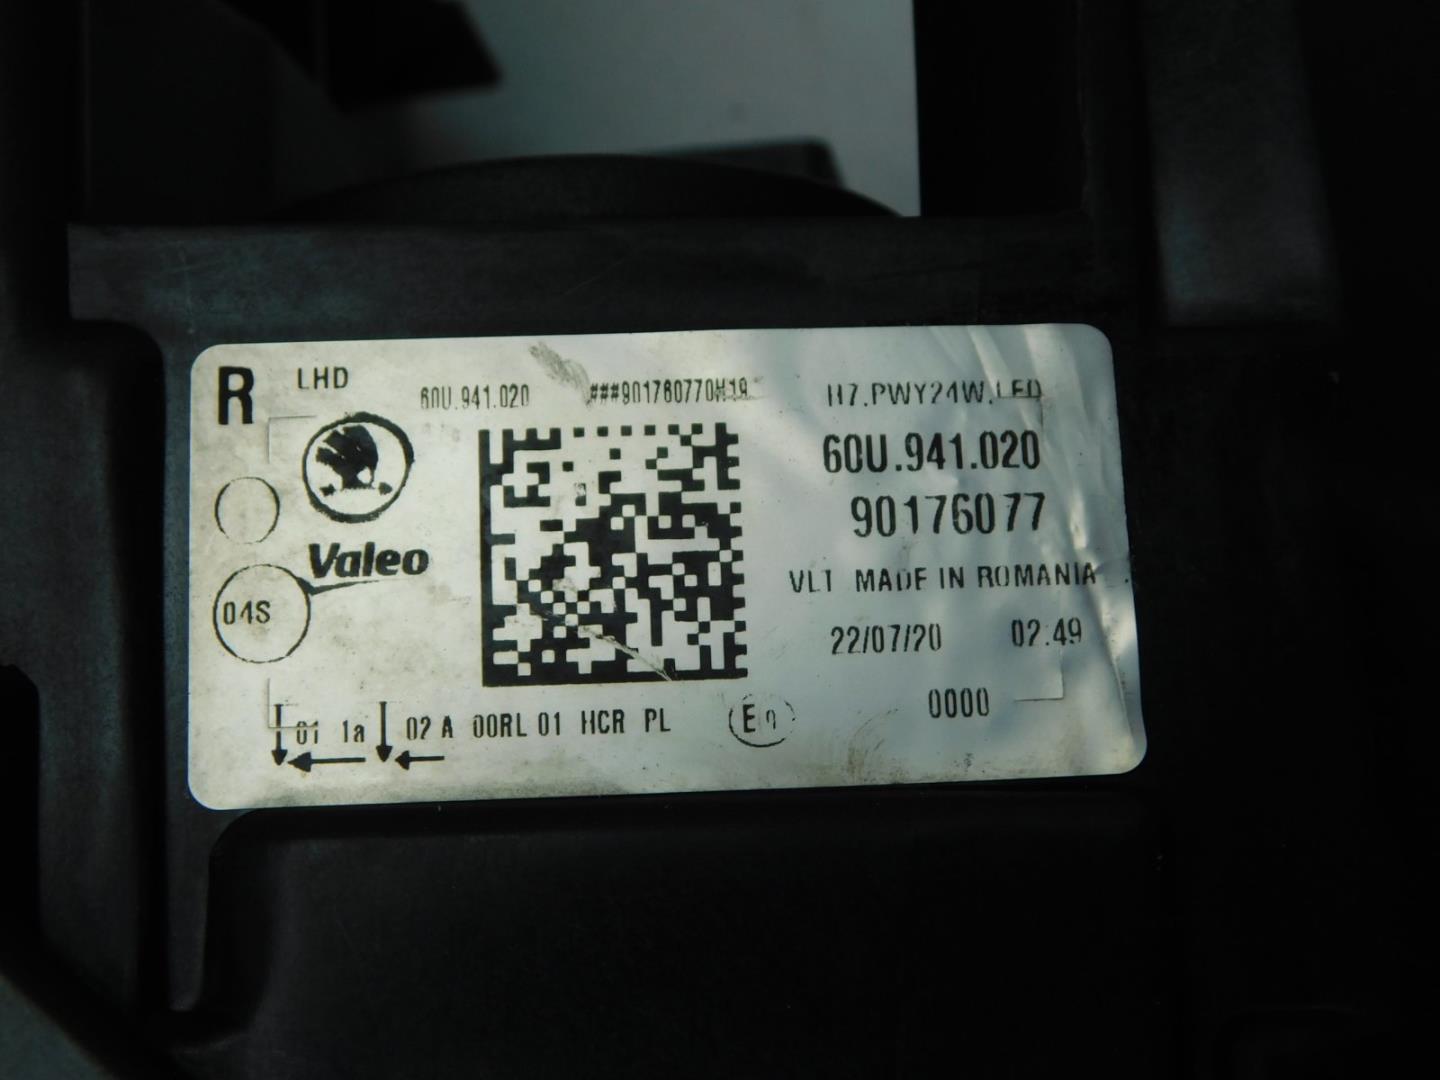 R LHD 60U.941.020 ###901760770H19 H7.PWY24W.LED
60U.941.020
90176077
Valeo
VLT MADE IN ROMANIA
04S
22/07/20 02.49
0000
01 1a 02 A 00RL 01 HCR PL E